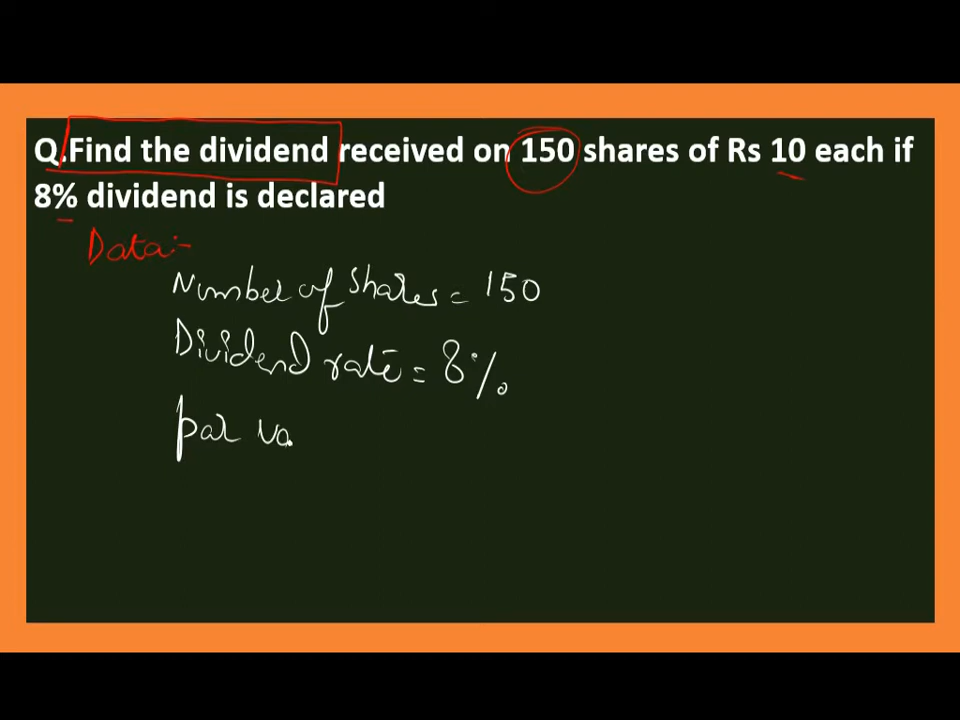 Q.Find the dividend received on 150 shares of Rs 10 each if
8% dividend is declared
Data:-
Number of shares = 150
Dividend rate = 8%
par va